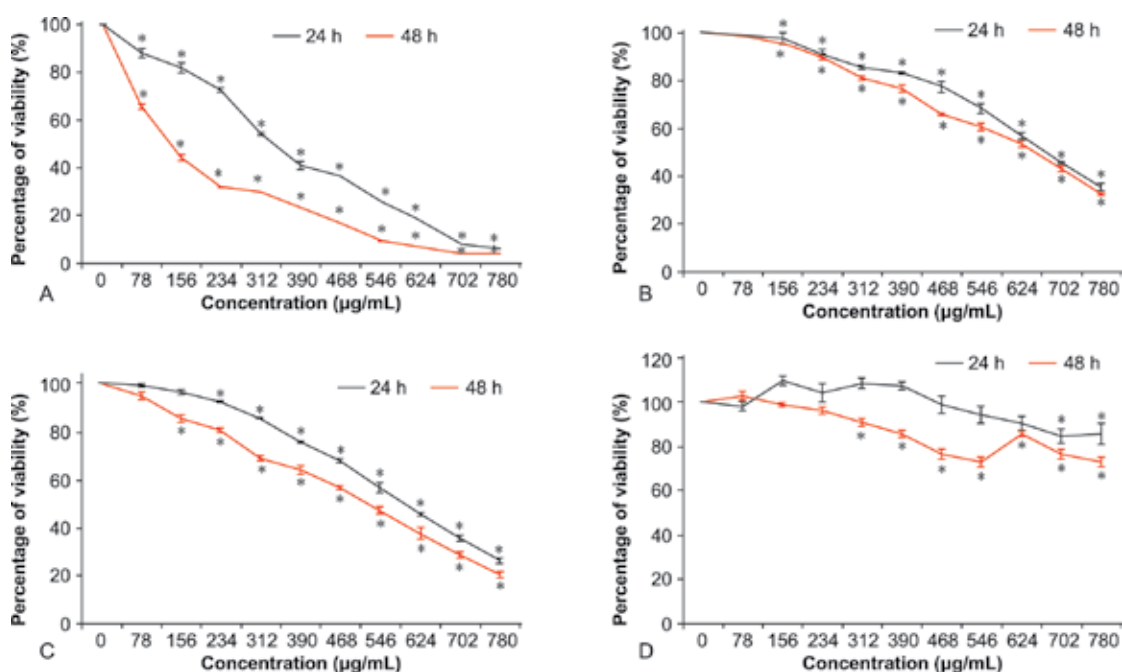 24 h 48 h
Percentage of viability (%)
100
80
60
40
20
0
0 78 156 234 312 390 468 546 624 702 780
Concentration (µg/mL)
A
24 h 48 h
Percentage of viability (%)
100
80
60
40
20
0
0 78 156 234 312 390 468 546 624 702 780
Concentration (µg/mL)
B
24 h 48 h
Percentage of viability (%)
100
80
60
40
20
0
0 78 156 234 312 390 468 546 624 702 780
Concentration (µg/mL)
C
24 h 48 h
Percentage of viability (%)
120
100
80
60
40
20
0
0 78 156 234 312 390 468 546 624 702 780
Concentration (µg/mL)
D